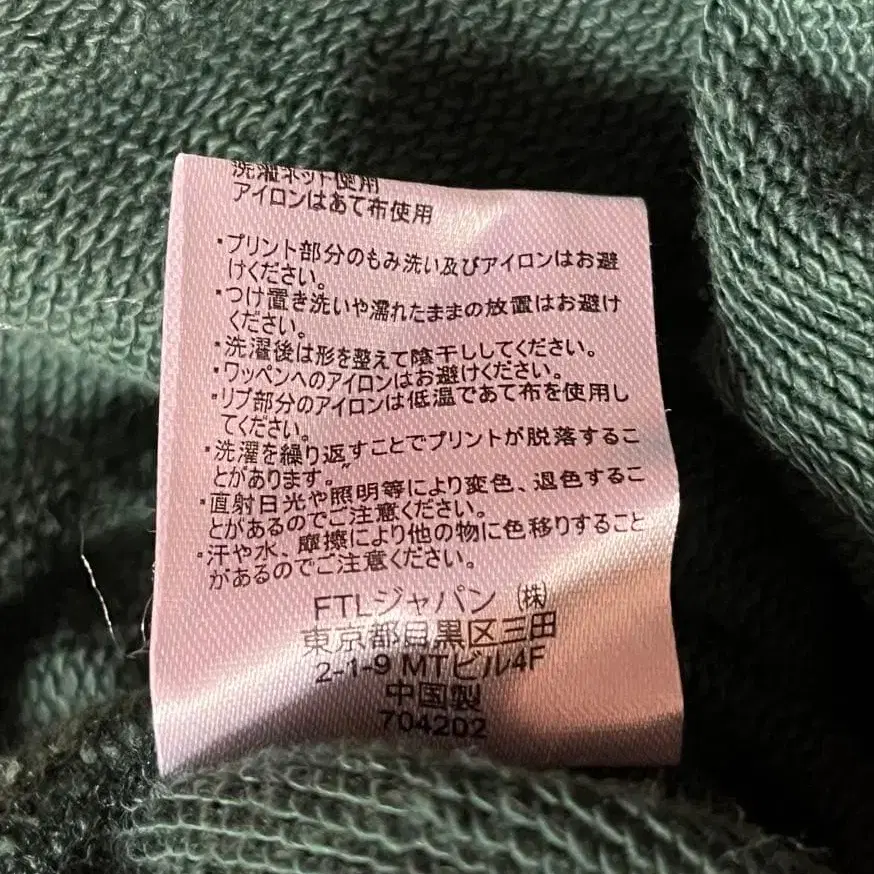 洗濯ネット使用
アイロンはあて布使用
・プリント部分のもみ洗い及びアイロンはお避
けください。
・つけ置き洗いや濡れたままの放置はお避け
ください。
・洗濯後は形を整えて陰干ししてください。
・ワッペンへのアイロンはお避けください。
・リブ部分のアイロンは低温であて布を使用し
てください。
・洗濯を繰り返すことでプリントが脱落するこ
とがあります。
・直射日光や照明等により変色、退色するこ
とがあるのでご注意ください。
・汗や水、摩擦により他の物に色移りすること
があるのでご注意ください。
FTLジャパン (株)
東京都目黒区三田
2-1-9 MTビル4F
中国製
704202